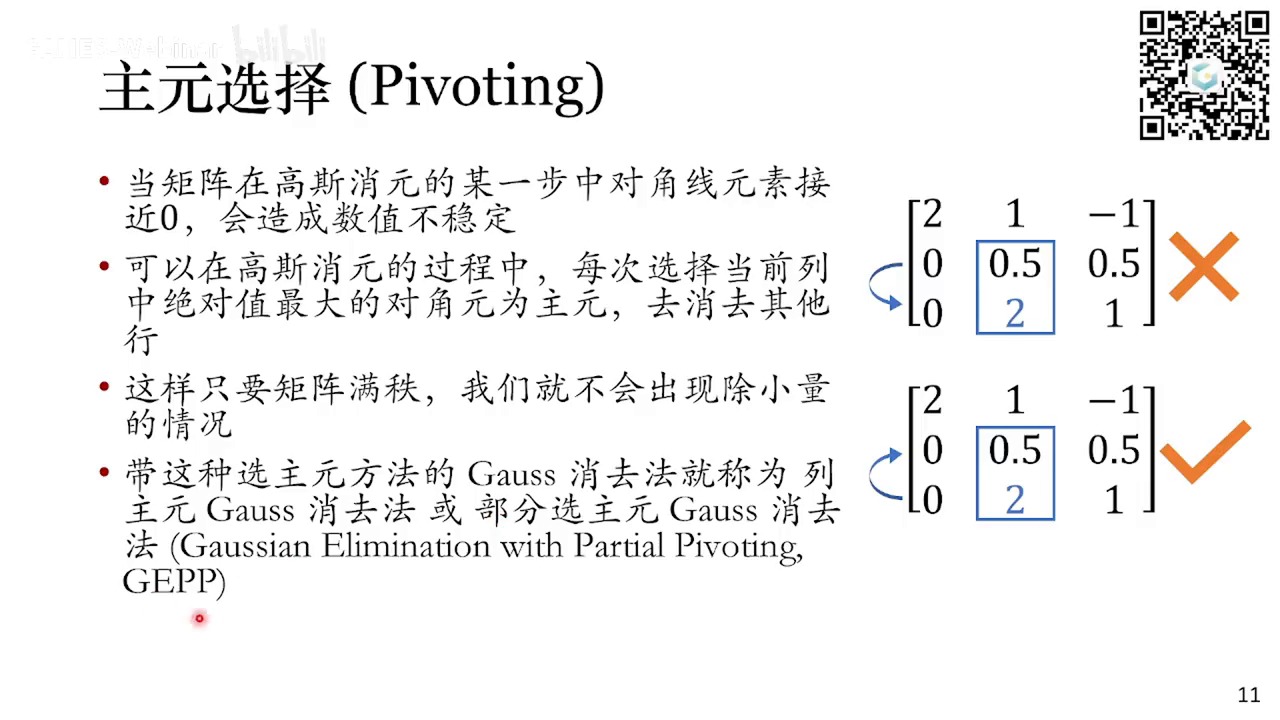 bilibili
主元选择 (Pivoting)
• 当矩阵在高斯消元的某一步中对角线元素接
近0，会造成数值不稳定
• 可以在高斯消元的过程中，每次选择当前列
中绝对值最大的对角元为主元，去消去其他
行
• 这样只要矩阵满秩，我们就不会出现除小量
的情况
• 带这种选主元方法的 Gauss 消去法就称为 列
主元 Gauss 消去法 或 部分选主元 Gauss 消去
法 (Gaussian Elimination with Partial Pivoting,
GEPP)
2 1 −1
0 0.5 0.5
0 2 1
2 1 −1
0 0.5 0.5
0 2 1
11